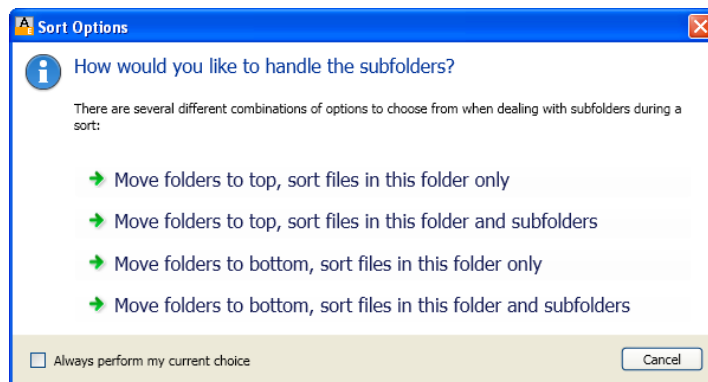 Sort Options
How would you like to handle the subfolders?
There are several different combinations of options to choose from when dealing with subfolders during a
sort:
Move folders to top, sort files in this folder only
Move folders to top, sort files in this folder and subfolders
Move folders to bottom, sort files in this folder only
Move folders to bottom, sort files in this folder and subfolders
Always perform my current choice
Cancel